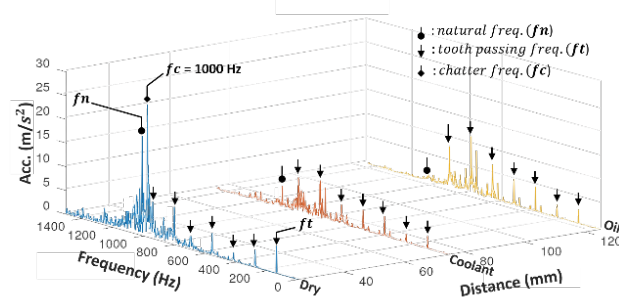 : natural freq. (fn)
: tooth passing freq. (ft)
: chatter freq. (fc)
fc = 1000 Hz
fn
ft
Acc. (m/s²)
30
25
20
15
10
5
0
1400
1200
1000
800
600
400
200
0
Frequency (Hz)
Dry
40
60
Coolant
80
100
120
Oil
Distance (mm)